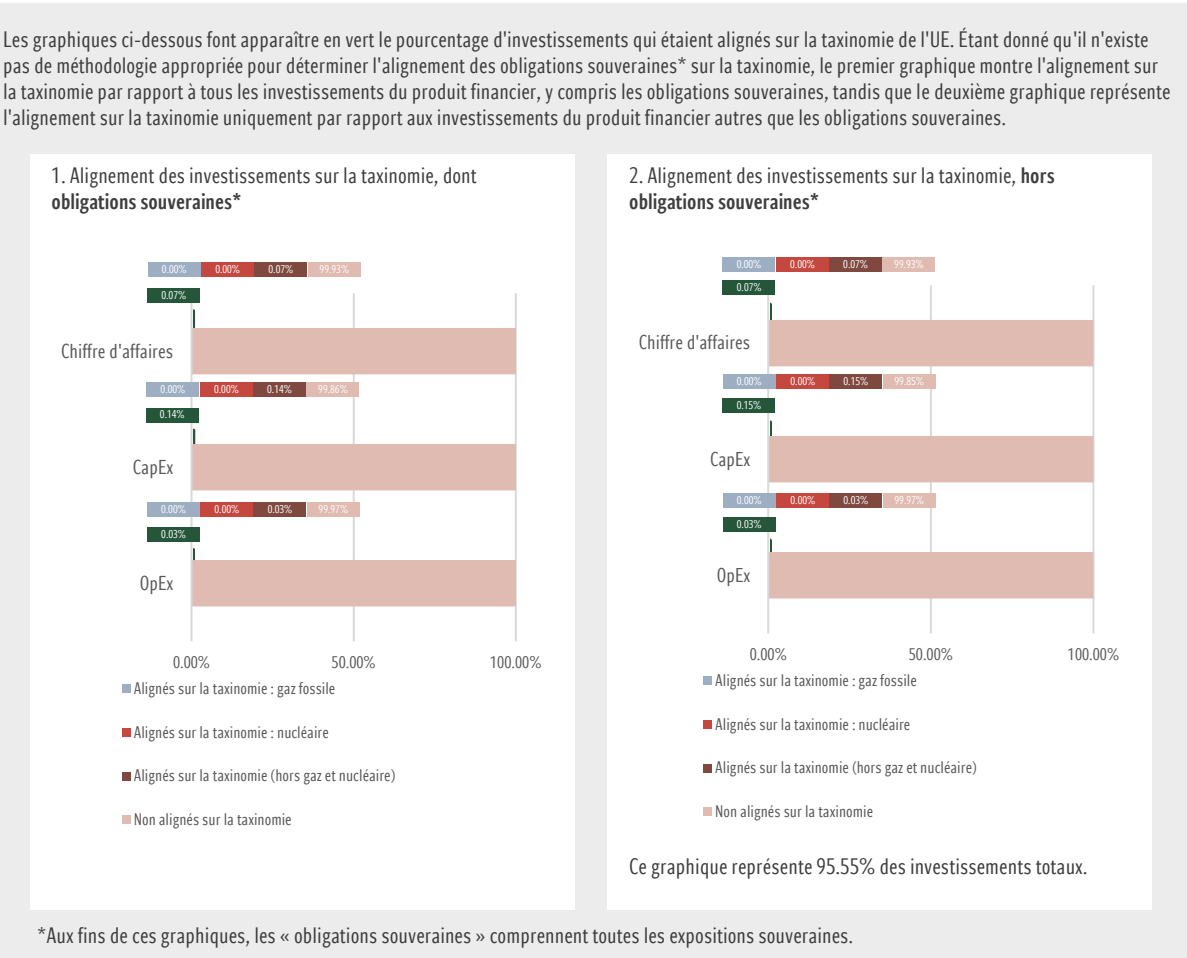 Les graphiques ci-dessous font apparaître en vert le pourcentage d'investissements qui étaient alignés sur la taxinomie de l'UE. Étant donné qu'il n'existe
pas de méthodologie appropriée pour déterminer l'alignement des obligations souveraines* sur la taxinomie, le premier graphique montre l'alignement sur
la taxinomie par rapport à tous les investissements du produit financier, y compris les obligations souveraines, tandis que le deuxième graphique représente
l'alignement sur la taxinomie uniquement par rapport aux investissements du produit financier autres que les obligations souveraines.
1. Alignement des investissements sur la taxinomie, dont
obligations souveraines*
0.00% 0.00% 0.07% 99.93%
0.07%
Chiffre d'affaires
0.00% 0.00% 0.14% 99.86%
0.14%
CapEx
0.00% 0.00% 0.03% 99.97%
0.03%
OpEx
0.00% 50.00% 100.00%
Alignés sur la taxinomie : gaz fossile
Alignés sur la taxinomie : nucléaire
Alignés sur la taxinomie (hors gaz et nucléaire)
Non alignés sur la taxinomie
2. Alignement des investissements sur la taxinomie, hors
obligations souveraines*
0.00% 0.00% 0.07% 99.93%
0.07%
Chiffre d'affaires
0.00% 0.00% 0.15% 99.85%
0.15%
CapEx
0.00% 0.00% 0.03% 99.97%
0.03%
OpEx
0.00% 50.00% 100.00%
Alignés sur la taxinomie : gaz fossile
Alignés sur la taxinomie : nucléaire
Alignés sur la taxinomie (hors gaz et nucléaire)
Non alignés sur la taxinomie
Ce graphique représente 95.55% des investissements totaux.
*Aux fins de ces graphiques, les « obligations souveraines » comprennent toutes les expositions souveraines.